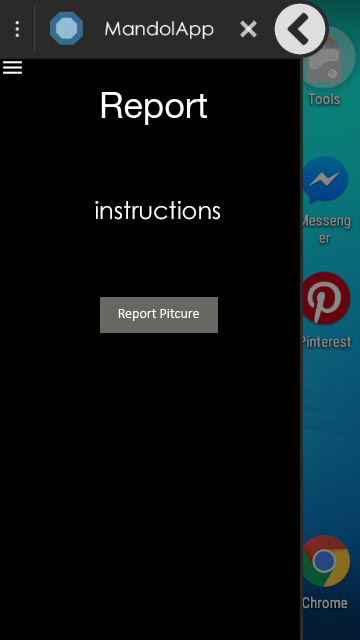 MandolApp
Report
Tools
instructions
Messeng
er
Report Pitcure
Pinterest
Chrome